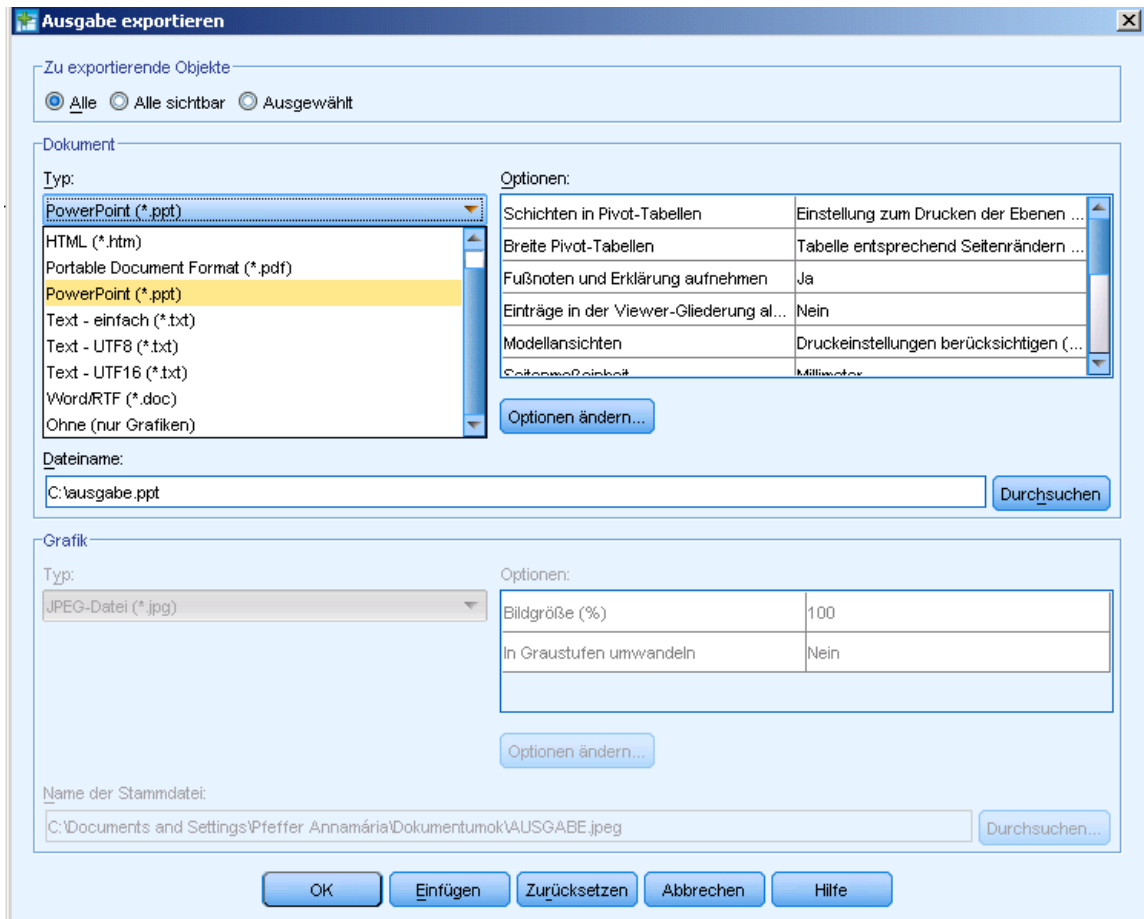 Ausgabe exportieren
Zu exportierende Objekte
Alle Alle sichtbar Ausgewählt
Dokument
Typ:
PowerPoint (*.ppt)
HTML (*.htm)
Portable Document Format (*.pdf)
PowerPoint (*.ppt)
Text - einfach (*.txt)
Text - UTF8 (*.txt)
Text - UTF16 (*.txt)
Word/RTF (*.doc)
Ohne (nur Grafiken)
Optionen:
Schichten in Pivot-Tabellen Einstellung zum Drucken der Ebenen ...
Breite Pivot-Tabellen Tabelle entsprechend Seitenrändern ...
Fußnoten und Erklärung aufnehmen Ja
Einträge in der Viewer-Gliederung al... Nein
Modellansichten Druckeinstellungen berücksichtigen (...
Seitenmaßeinheit Millimeter
Optionen ändern...
Dateiname:
C:\ausgabe.ppt Durchsuchen
Grafik
Typ:
JPEG-Datei (*.jpg)
Optionen:
Bildgröße (%) 100
In Graustufen umwandeln Nein
Optionen ändern...
Name der Stammdatei:
C:\Documents and Settings\Pfeffer Annamária\Dokumentumok\AUSGABE.jpeg Durchsuchen...
OK Einfügen Zurücksetzen Abbrechen Hilfe